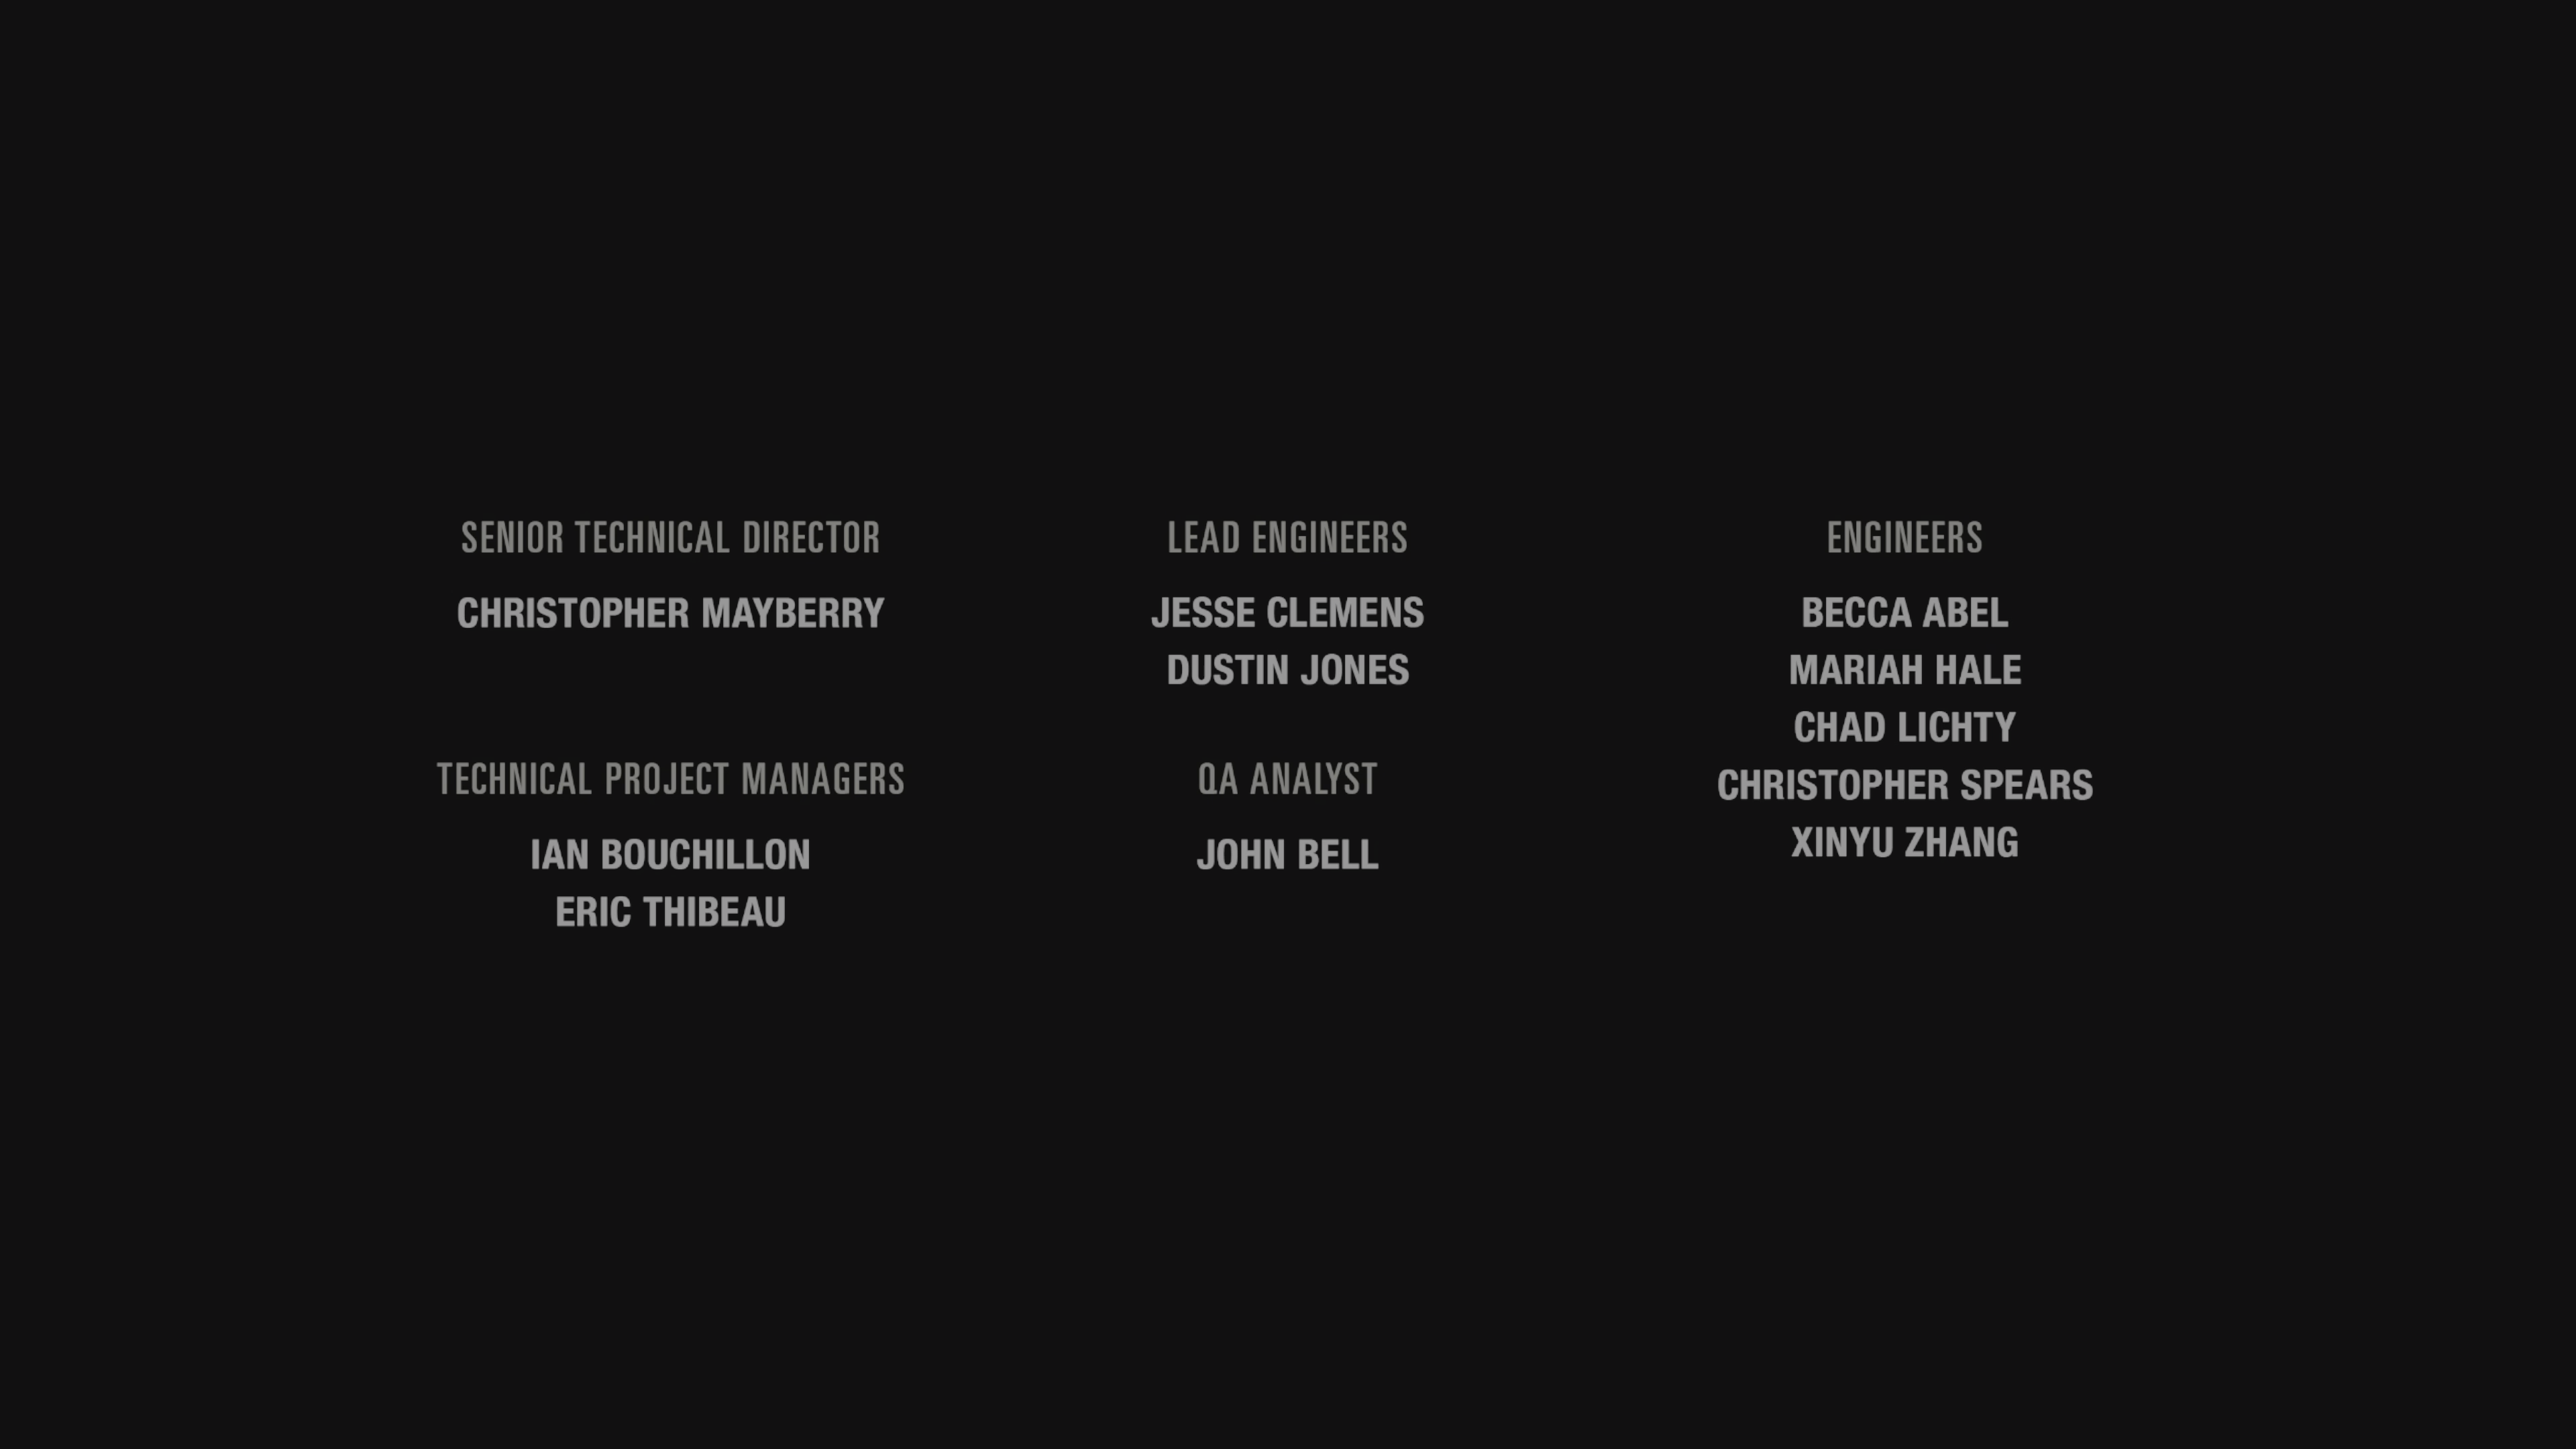 SENIOR TECHNICAL DIRECTOR
CHRISTOPHER MAYBERRY
TECHNICAL PROJECT MANAGERS
IAN BOUCHILLON
ERIC THIBEAU
LEAD ENGINEERS
JESSE CLEMENS
DUSTIN JONES
QA ANALYST
JOHN BELL
ENGINEERS
BECCA ABEL
MARIAH HALE
CHAD LICHTY
CHRISTOPHER SPEARS
XINYU ZHANG